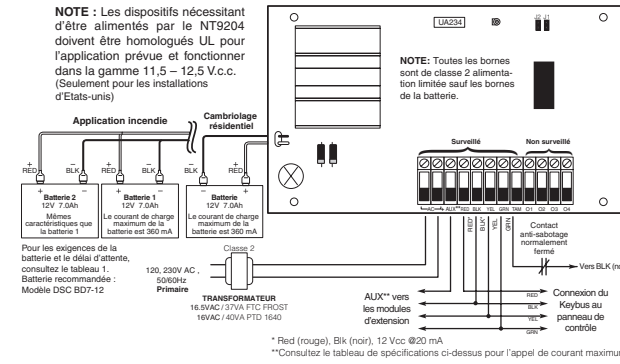 NOTE : Les dispositifs nécessitant
d'être alimentés par le NT9204
doivent être homologués UL pour
l'application prévue et fonctionner
dans la gamme 11,5 – 12,5 V.c.c.
(Seulement pour les installations
d'Etats-unis)
UA234
J2
J1
NOTE: Toutes les bornes
sont de classe 2 alimenta-
tion limitée sauf les bornes
de la batterie.
Application incendie
Cambriolage
résidentiel
+ RED
– BLK
+ RED
– BLK
+ RED
– BLK
+ –
Batterie 2
12V 7.0Ah
Mêmes
caractéristiques que
la batterie 1
+ –
Batterie 1
12V 7.0Ah
Le courant de charge
maximum de la
batterie est 360 mA
+ –
Batterie
12V 7.0Ah
Le courant de charge
maximum de la
batterie est 360 mA
Surveillé
Non surveillé
AC AUX** RED BLK YEL GRN TAM O1 O2 O3 O4
RED*
BLK*
YEL
GRN
Pour les exigences de la
batterie et le délai d'attente,
consultez le tableau 1.
Batterie recommandée :
Modèle DSC BD7-12
Classe 2
120, 230V AC ,
50/60Hz
Primaire
TRANSFORMATEUR
16.5VAC / 37VA FTC FROST
16VAC / 40VA PTD 1640
Contact
anti-sabotage
normalement
fermé
Vers BLK (no
AUX** vers
les modules
d'extension
RED
BLK
YEL
GRN
Connexion du
Keybus au
panneau de
contrôle
* Red (rouge), Blk (noir), 12 Vcc @20 mA
**Consultez le tableau de spécifications ci-dessus pour l'appel de courant maximum